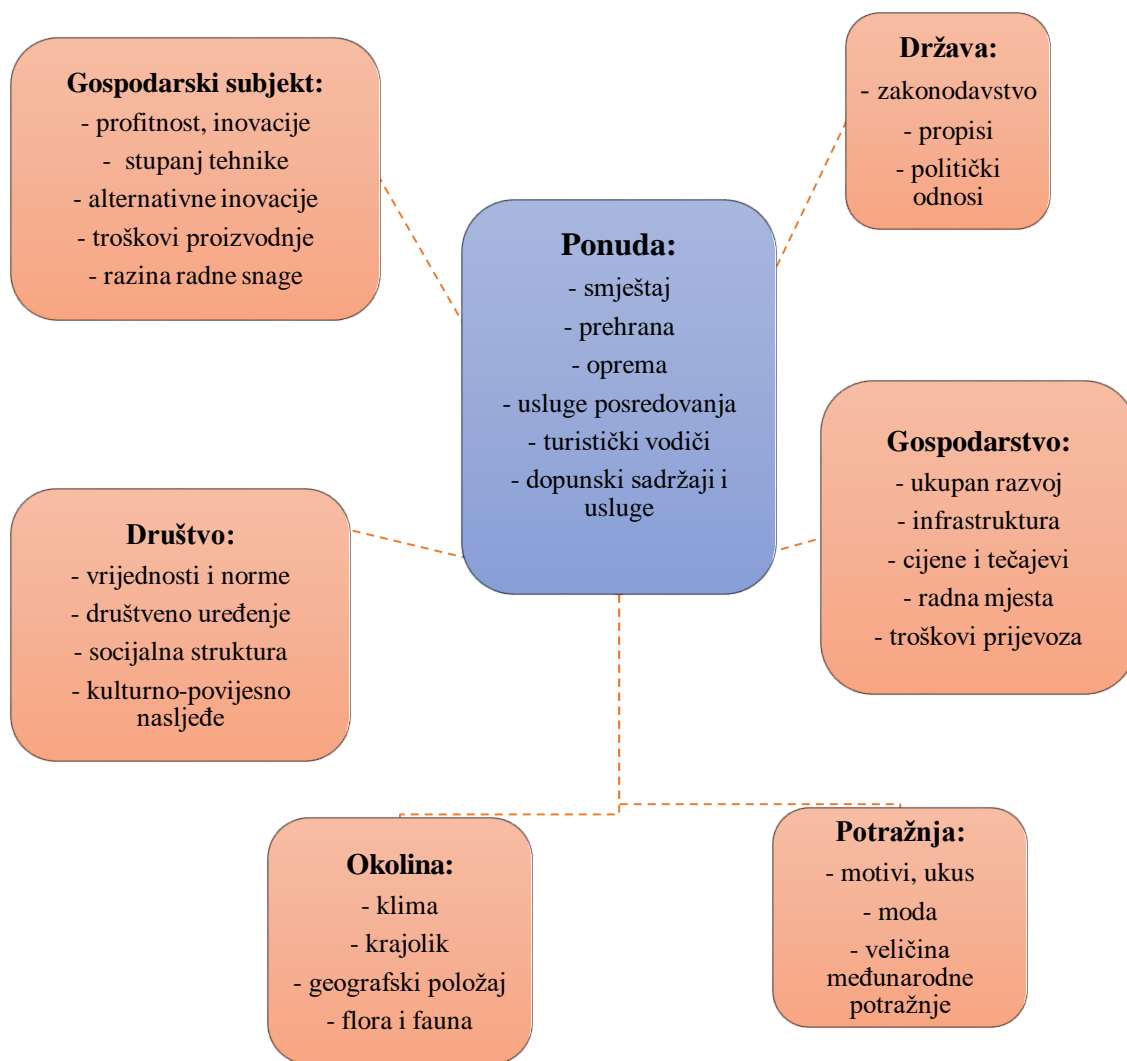 Gospodarski subjekt:
- profitnost, inovacije
- stupanj tehnike
- alternativne inovacije
- troškovi proizvodnje
- razina radne snage
Država:
- zakonodavstvo
- propisi
- politički
odnosi
Ponuda:
- smještaj
- prehrana
- oprema
- usluge posredovanja
- turistički vodiči
- dopunski sadržaji i
usluge
Gospodarstvo:
- ukupan razvoj
- infrastruktura
- cijene i tečajevi
- radna mjesta
- troškovi prijevoza
Društvo:
- vrijednosti i norme
- društveno uređenje
- socijalna struktura
- kulturno-povijesno
nasljeđe
Okolina:
- klima
- krajolik
- geografski položaj
- flora i fauna
Potražnja:
- motivi, ukus
- moda
- veličina
međunarodne
potražnje